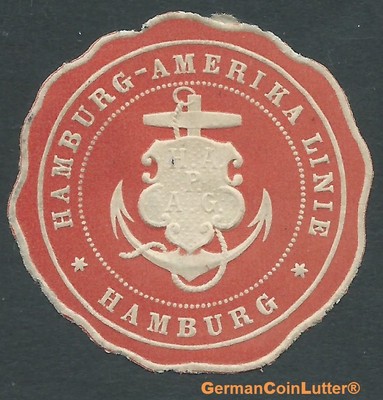 HAMBURG-AMERIKA LINIE
H A
P
A G
* HAMBURG *
GermanCoinLutter®